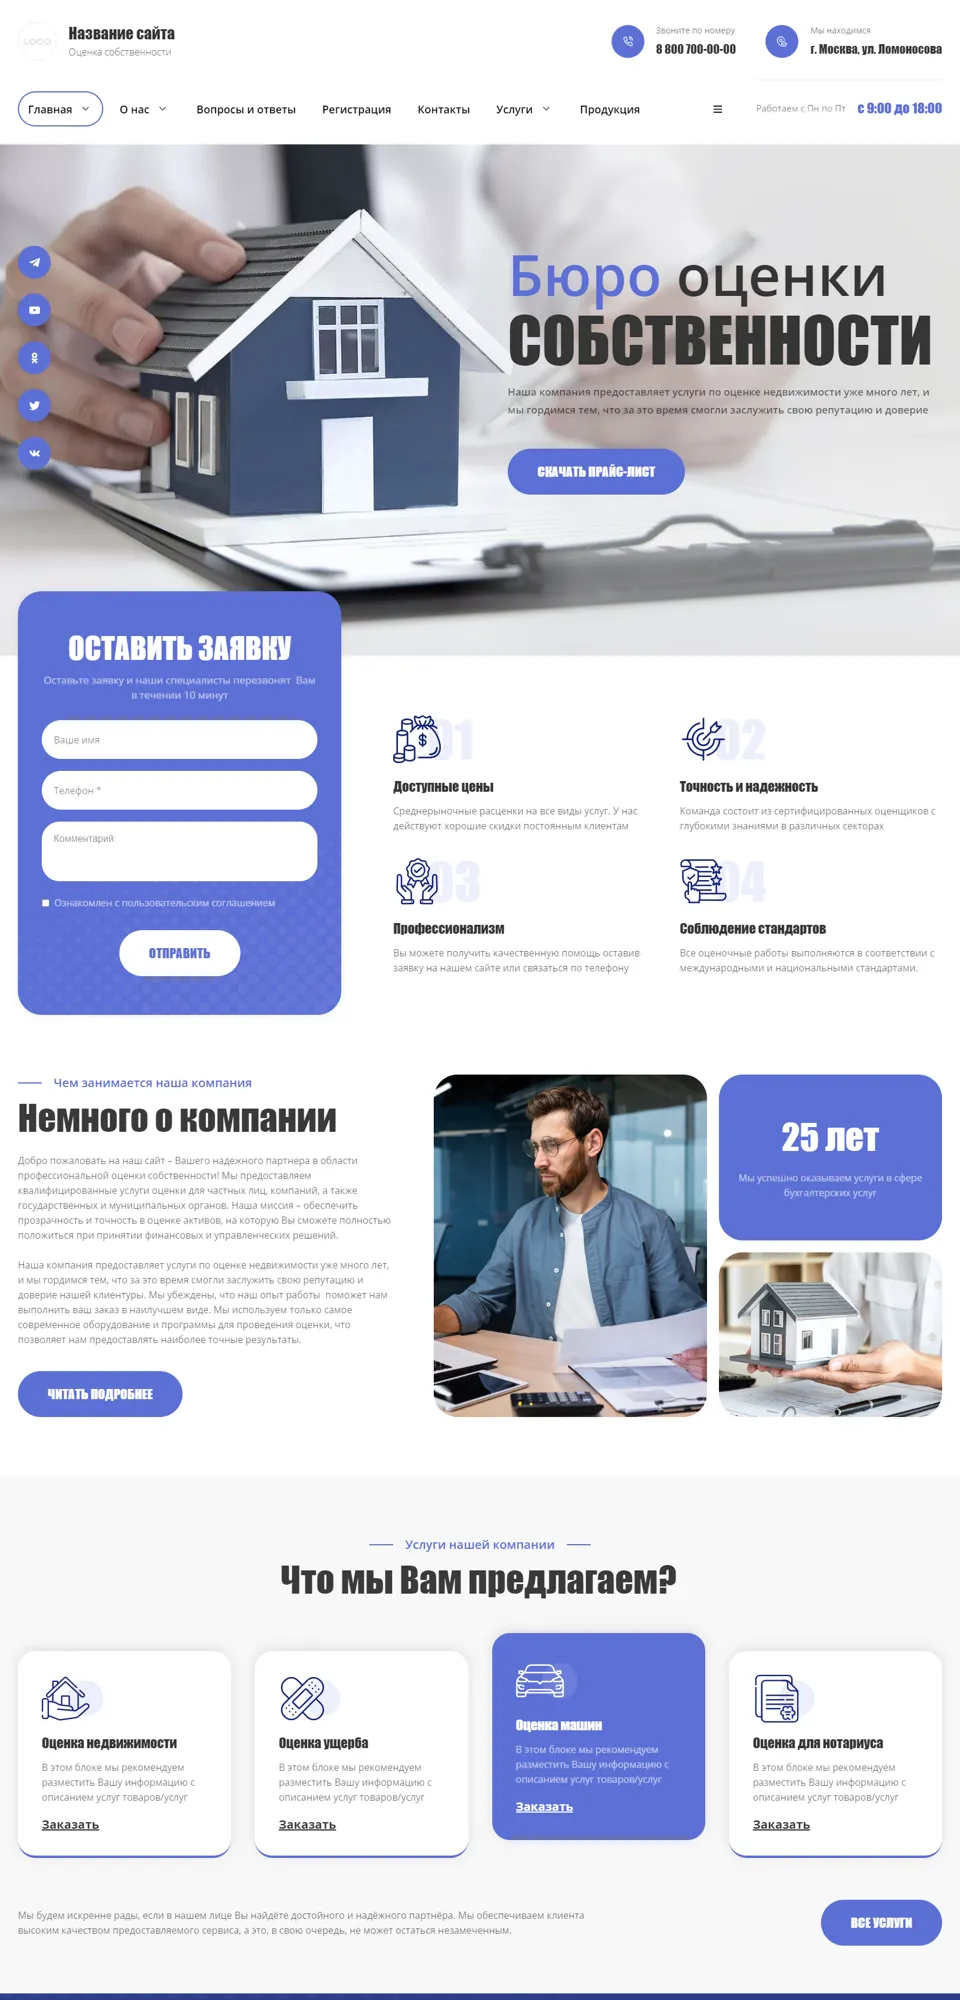 LOGO
Название сайта
Оценка собственности
Звоните по номеру
8 800 700-00-00
Мы находимся
г. Москва, ул. Ломоносова
Главная
О нас
Вопросы и ответы
Регистрация
Контакты
Услуги
Продукция
Работаем с Пн по Пт
с 9:00 до 18:00
Бюро оценки
СОБСТВЕННОСТИ
Наша компания предоставляет услуги по оценке недвижимости уже много лет, и
мы гордимся тем, что за это время смогли заслужить свою репутацию и доверие
СКАЧАТЬ ПРАЙС-ЛИСТ
ОСТАВИТЬ ЗАЯВКУ
Оставьте заявку и наши специалисты перезвонят Вам
в течении 10 минут
Ваше имя
Телефон *
Комментарий:
Ознакомлен с пользовательским соглашением
ОТПРАВИТЬ
01
Доступные цены
Среднерыночные расценки на все виды услуг. У нас
действуют хорошие скидки постоянным клиентам
02
Точность и надежность
Команда состоит из сертифицированных оценщиков с
глубокими знаниями в различных секторах
03
Профессионализм
Вы можете получить качественную помощь оставив
заявку на нашем сайте или связаться по телефону
04
Соблюдение стандартов
Все оценочные работы выполняются в соответствии с
международными и национальными стандартами.
Чем занимается наша компания
Немного о компании
Добро пожаловать на наш сайт – Вашего надежного партнера в области
профессиональной оценки собственности! Мы предоставляем
квалифицированные услуги оценки для частных лиц, компаний, а также
государственных и муниципальных органов. Наша миссия – обеспечить
прозрачность и точность в оценке активов, на которую Вы сможете полностью
положиться при принятии финансовых и управленческих решений.
Наша компания предоставляет услуги по оценке недвижимости уже много лет,
и мы гордимся тем, что за это время смогли заслужить свою репутацию и
доверие нашей клиентуры. Мы убеждены, что наш опыт работы поможет нам
выполнить ваш заказ в наилучшем виде. Мы используем только самое
современное оборудование и программы для проведения оценки, что
позволяет нам предоставлять наиболее точные результаты.
ЧИТАТЬ ПОДРОБНЕЕ
25 лет
Мы успешно оказываем услуги в сфере
бухгалтерских услуг
Услуги нашей компании
Что мы Вам предлагаем?
Оценка недвижимости
В этом блоке мы рекомендуем
разместить Вашу информацию с
описанием услуг товаров/услуг
Заказать
Оценка ущерба
В этом блоке мы рекомендуем
разместить Вашу информацию с
описанием услуг товаров/услуг
Заказать
Оценка машин
В этом блоке мы рекомендуем
разместить Вашу информацию с
описанием услуг товаров/услуг
Заказать
Оценка для нотариуса
В этом блоке мы рекомендуем
разместить Вашу информацию с
описанием услуг товаров/услуг
Заказать
Мы будем искренне рады, если в нашем лице Вы найдёте достойного и надёжного партнёра. Мы обеспечиваем клиента
высоким качеством предоставляемого сервиса, а это, в свою очередь, не может остаться незамеченным.
ВСЕ УСЛУГИ